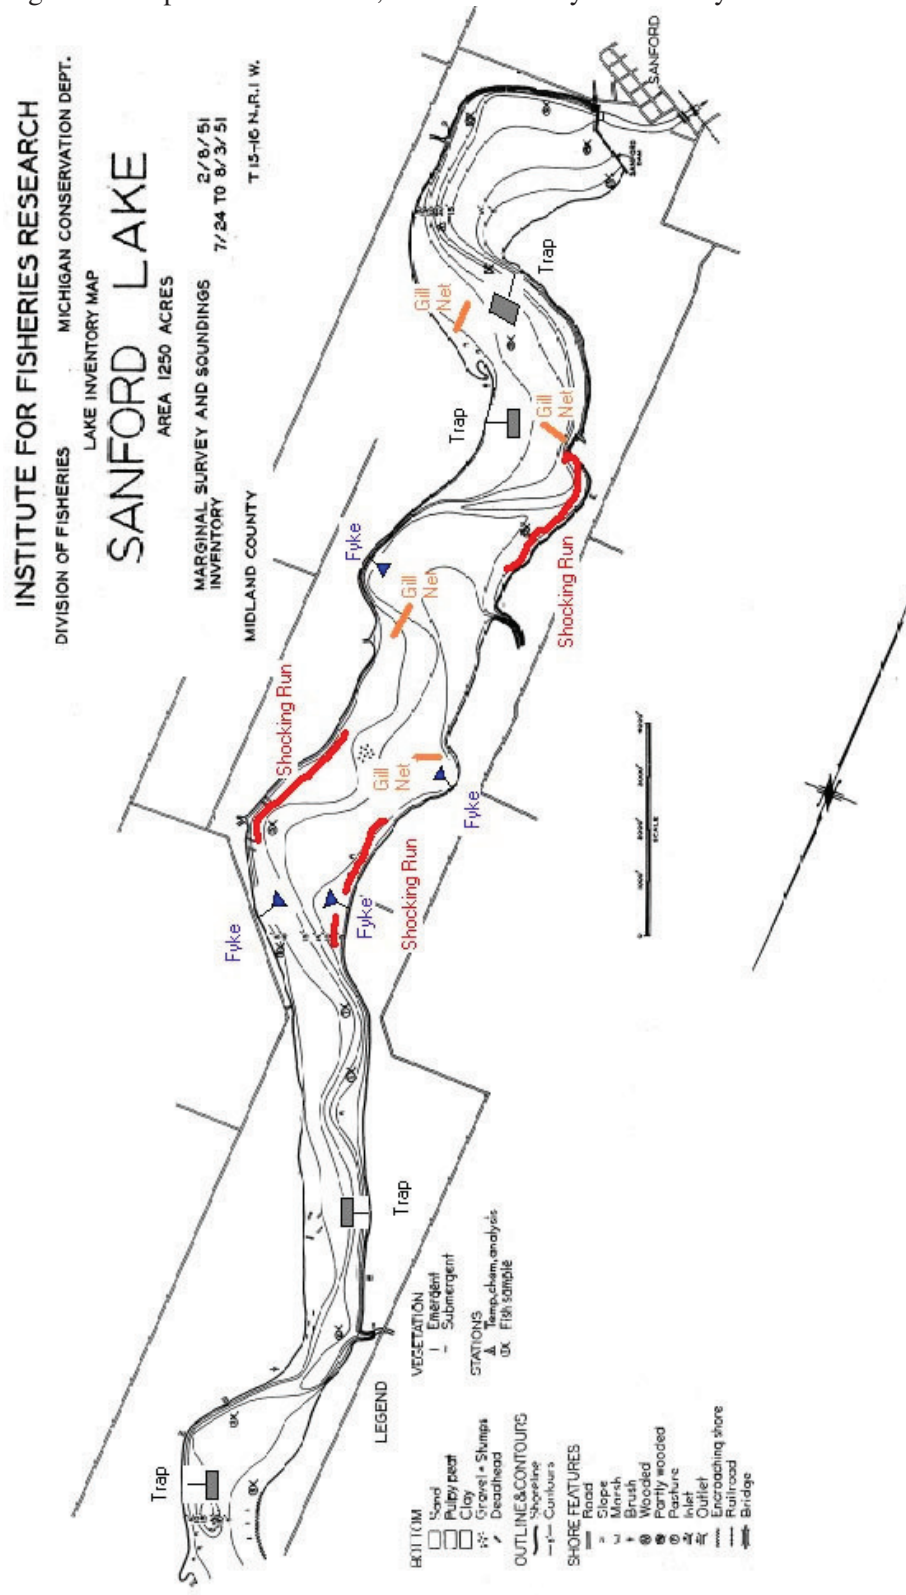 INSTITUTE FOR FISHERIES RESEARCH
DIVISION OF FISHERIES MICHIGAN CONSERVATION DEPT.
LAKE INVENTORY MAP
SANFORD LAKE
AREA 1250 ACRES
MARGINAL SURVEY AND SOUNDINGS 2/8/51
INVENTORY 7/24 TO 8/3/51
MIDLAND COUNTY T 15-16 N.,R.1 W.
SANFORD
SANFORD
DAM
Trap
Gill
Net
Trap
Gill
Net
Fyke
Gill
Net
Shocking Run
Shocking Run
Gill
Net
Fyke
Fyke
Fyke
Shocking Run
Trap
Trap
SCALE
LEGEND
BOTTOM
Sand
Pulpy peat
Clay
Gravel + Stumps
Deadhead
OUTLINE & CONTOURS
Shoreline
Contours
SHORE FEATURES
Road
Slope
Marsh
Brush
Wooded
Partly wooded
Pasture
Inlet
Outlet
Encroaching shore
Railroad
Bridge
VEGETATION
Emergent
Submergent
STATIONS
Temp., chem., analysis
Fish sample